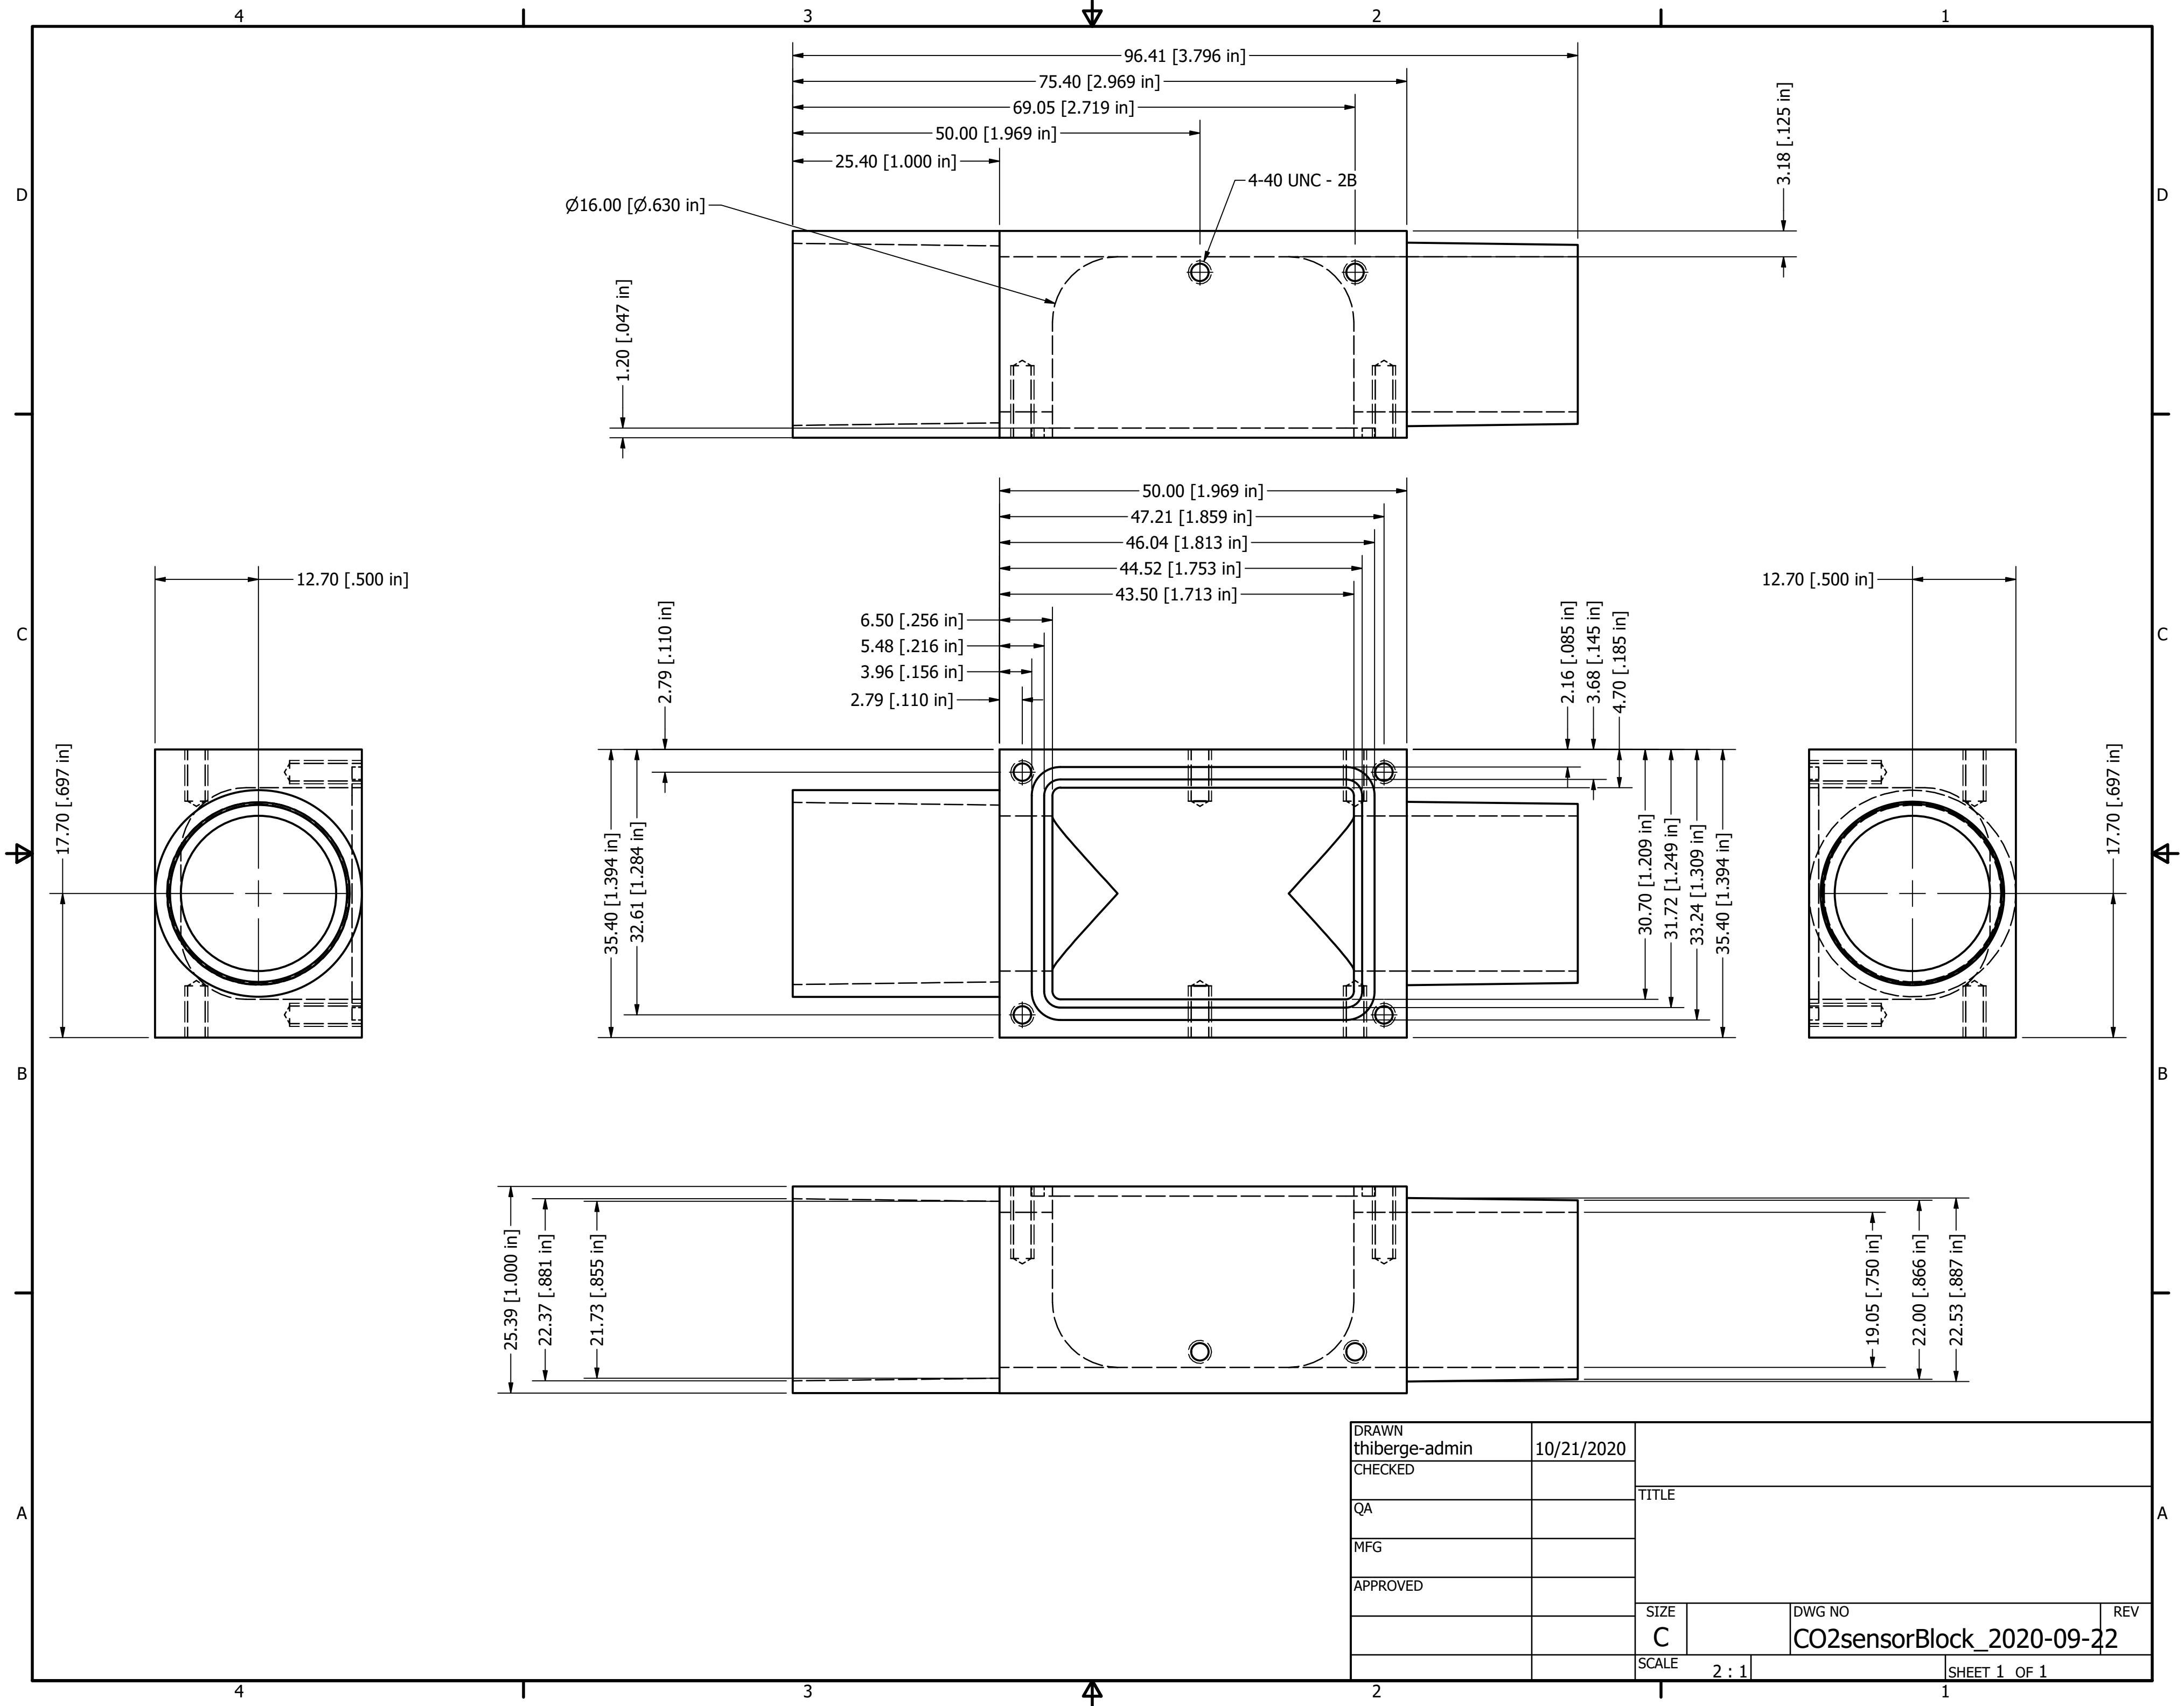 4 3 2 1
96.41 [3.796 in]
75.40 [2.969 in]
69.05 [2.719 in]
50.00 [1.969 in]
25.40 [1.000 in]
3.18 [.125 in]
4-40 UNC - 2B
D
D
Ø16.00 [Ø.630 in]
1.20 [.047 in]
50.00 [1.969 in]
47.21 [1.859 in]
46.04 [1.813 in]
44.52 [1.753 in]
43.50 [1.713 in]
12.70 [.500 in]
12.70 [.500 in]
6.50 [.256 in]
5.48 [.216 in]
3.96 [.156 in]
2.79 [.110 in]
2.79 [.110 in]
2.16 [.085 in]
3.68 [.145 in]
4.70 [.185 in]
C
C
17.70 [.697 in]
35.40 [1.394 in]
32.61 [1.284 in]
30.70 [1.209 in]
31.72 [1.249 in]
33.24 [1.309 in]
35.40 [1.394 in]
17.70 [.697 in]
B
B
25.39 [1.000 in]
22.37 [.881 in]
21.73 [.855 in]
19.05 [.750 in]
22.00 [.866 in]
22.53 [.887 in]
A
A
DRAWN
thiberge-admin
10/21/2020
CHECKED
QA
MFG
APPROVED
TITLE
SIZE
C
DWG NO
CO2sensorBlock_2020-09-22
REV
SCALE
2 : 1
SHEET 1 OF 1
4 3 2 1